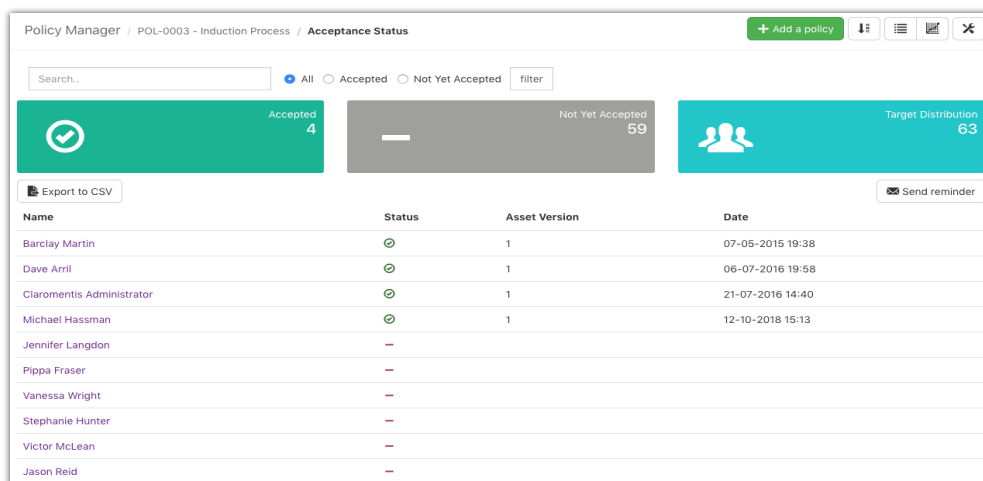 Policy Manager / POL-0003 - Induction Process / Acceptance Status
+ Add a policy
Search..
All Accepted Not Yet Accepted filter
Accepted
4
Not Yet Accepted
59
Target Distribution
63
Export to CSV
Send reminder
Name Status Asset Version Date
Barclay Martin 1 07-05-2015 19:38
Dave Arril 1 06-07-2016 19:58
Claromentis Administrator 1 21-07-2016 14:40
Michael Hassman 1 12-10-2018 15:13
Jennifer Langdon
Pippa Fraser
Vanessa Wright
Stephanie Hunter
Victor McLean
Jason Reid